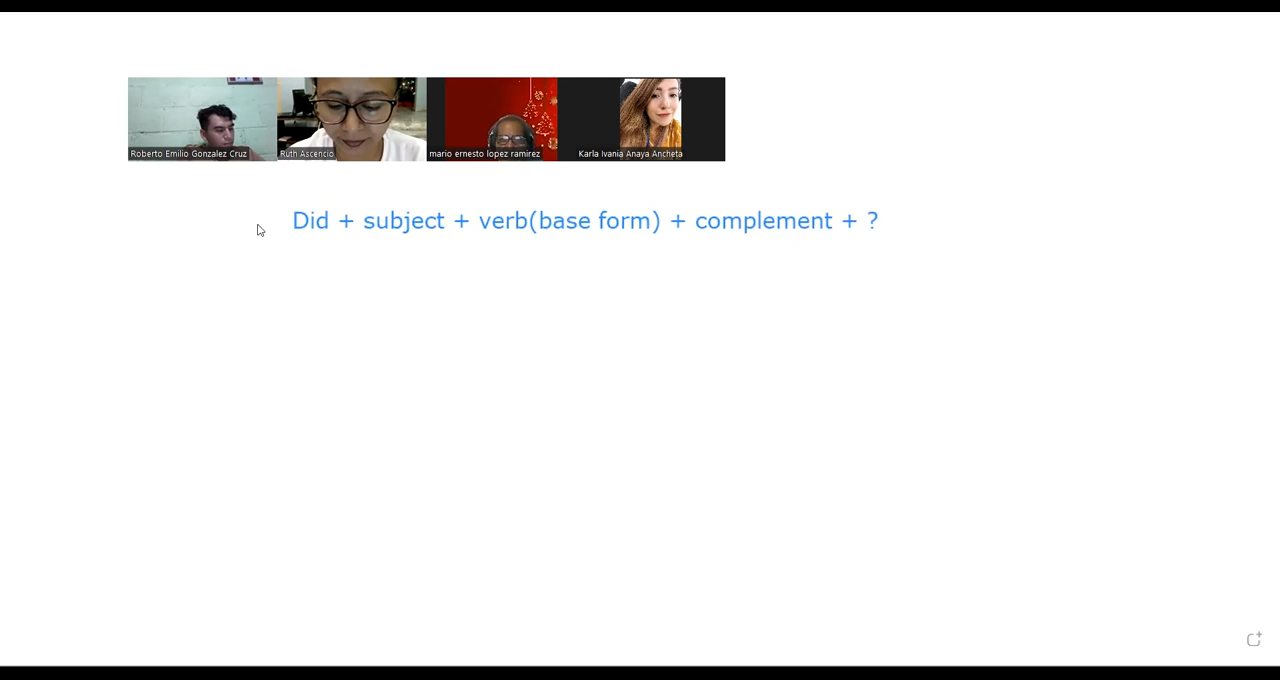 Roberto Emilio Gonzalez Cruz
Ruth Ascencio
mario ernesto lopez ramirez
Karla Ivania Anaya Ancheta
Did + subject + verb(base form) + complement + ?